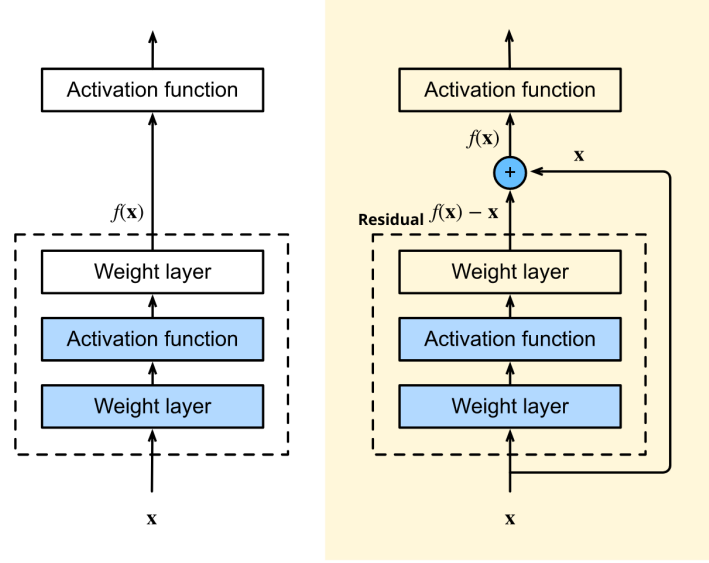 Activation function
f(x)
Weight layer
Activation function
Weight layer
x
Activation function
f(x)
x
+
Residual f(x) − x
Weight layer
Activation function
Weight layer
x